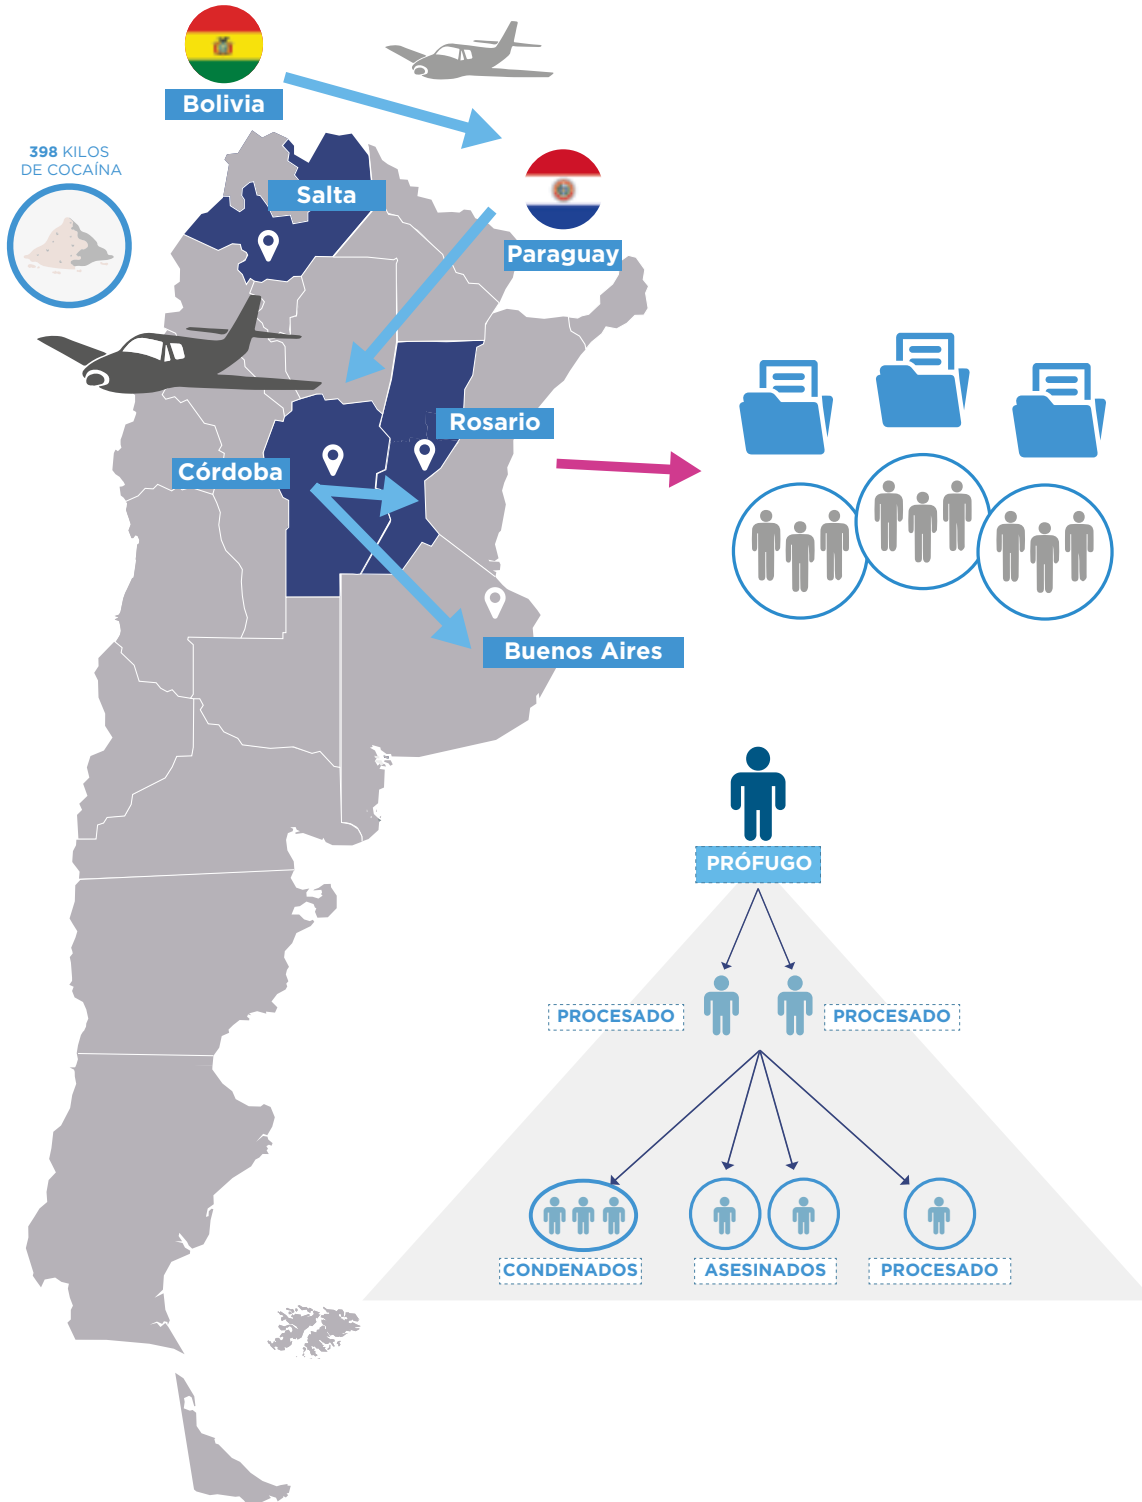 Bolivia
398 KILOS
DE COCAÍNA
Salta
Paraguay
Rosario
Córdoba
Buenos Aires
PRÓFUGO
PROCESADO
PROCESADO
CONDENADOS
ASESINADOS
PROCESADO